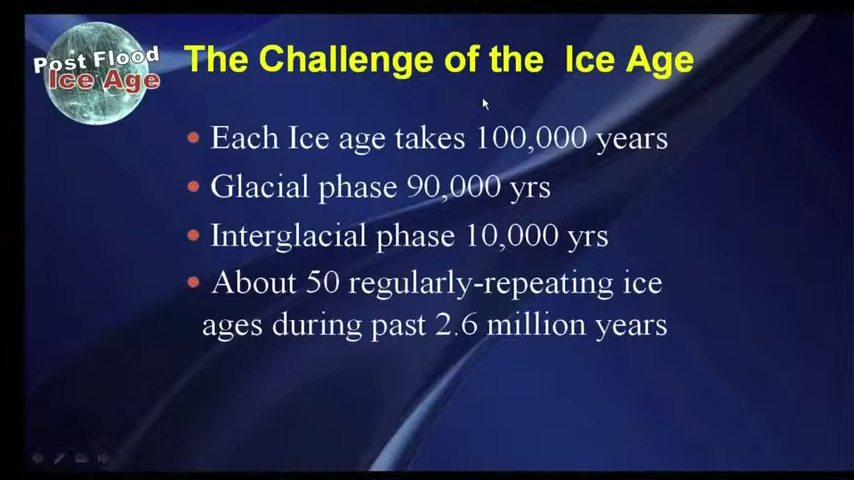 Post Flood
Ice Age
The Challenge of the Ice Age
Each Ice age takes 100,000 years
Glacial phase 90,000 yrs
Interglacial phase 10,000 yrs
About 50 regularly-repeating ice
ages during past 2.6 million years